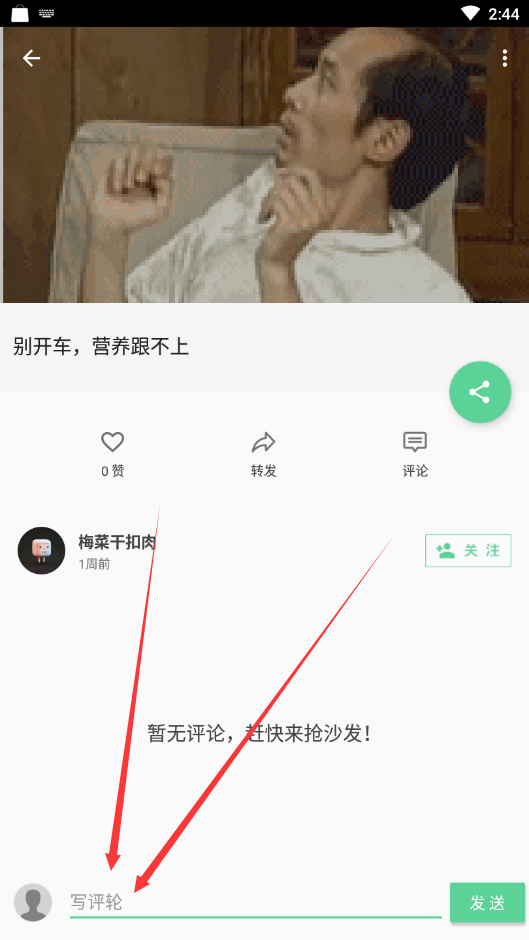 2:44
别开车，营养跟不上
0 赞
转发
评论
梅菜干扣肉
1周前
关 注
暂无评论，赶快来抢沙发！
写评轮
发 送